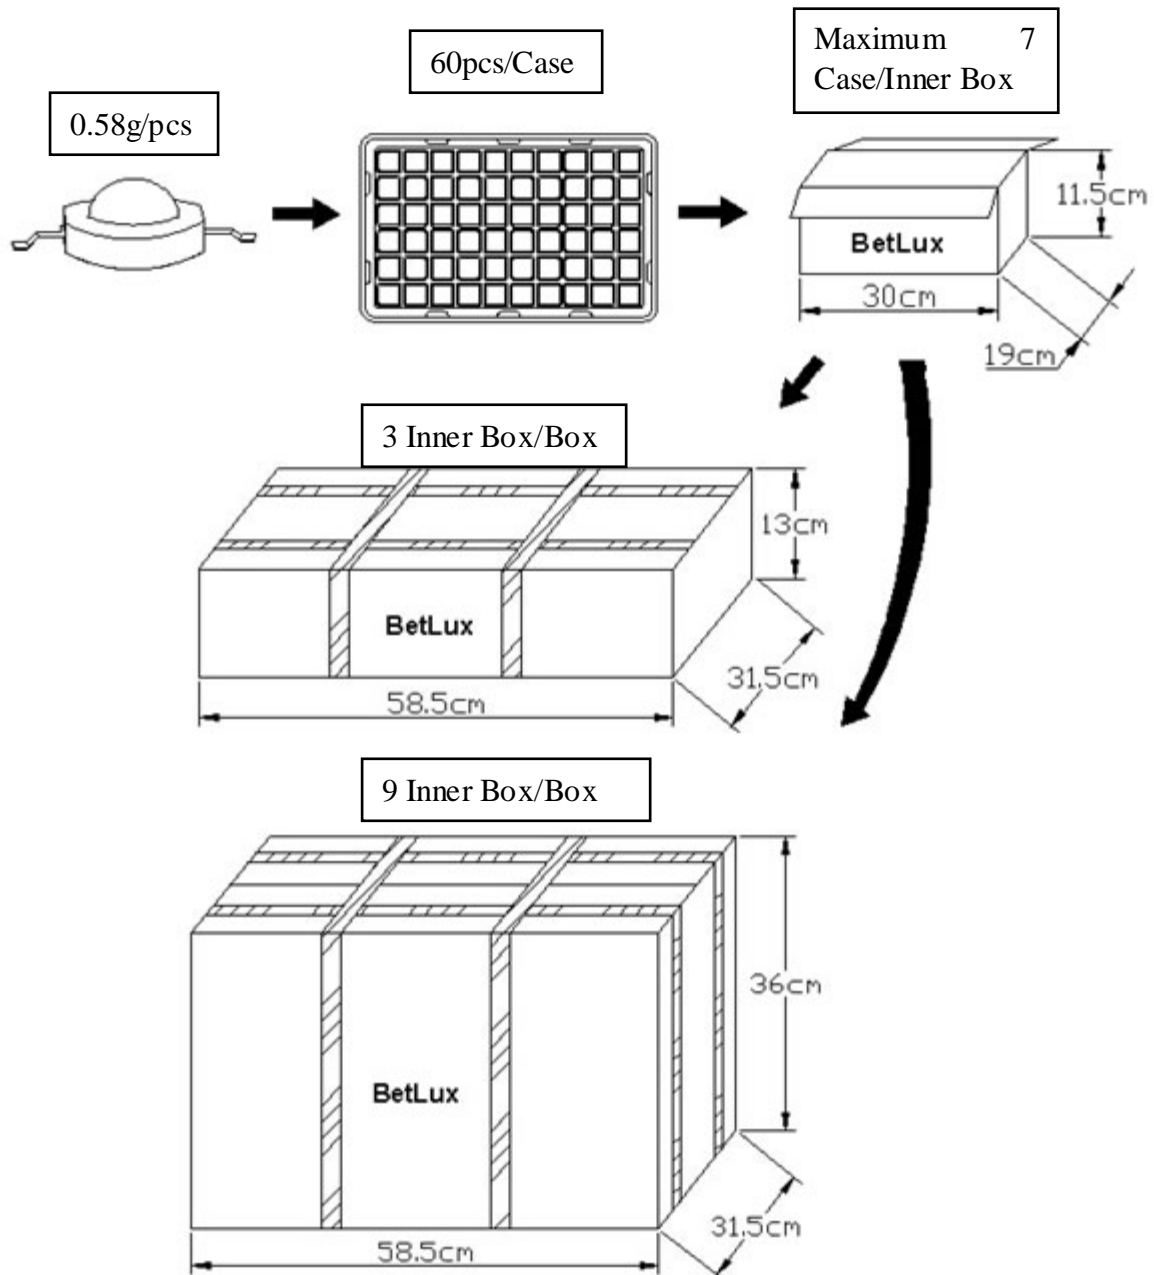 0.58g/pcs
60pcs/Case
Maximum 7
Case/Inner Box
BetLux
11.5cm
30cm
19cm
3 Inner Box/Box
BetLux
13cm
31.5cm
58.5cm
9 Inner Box/Box
BetLux
36cm
31.5cm
58.5cm